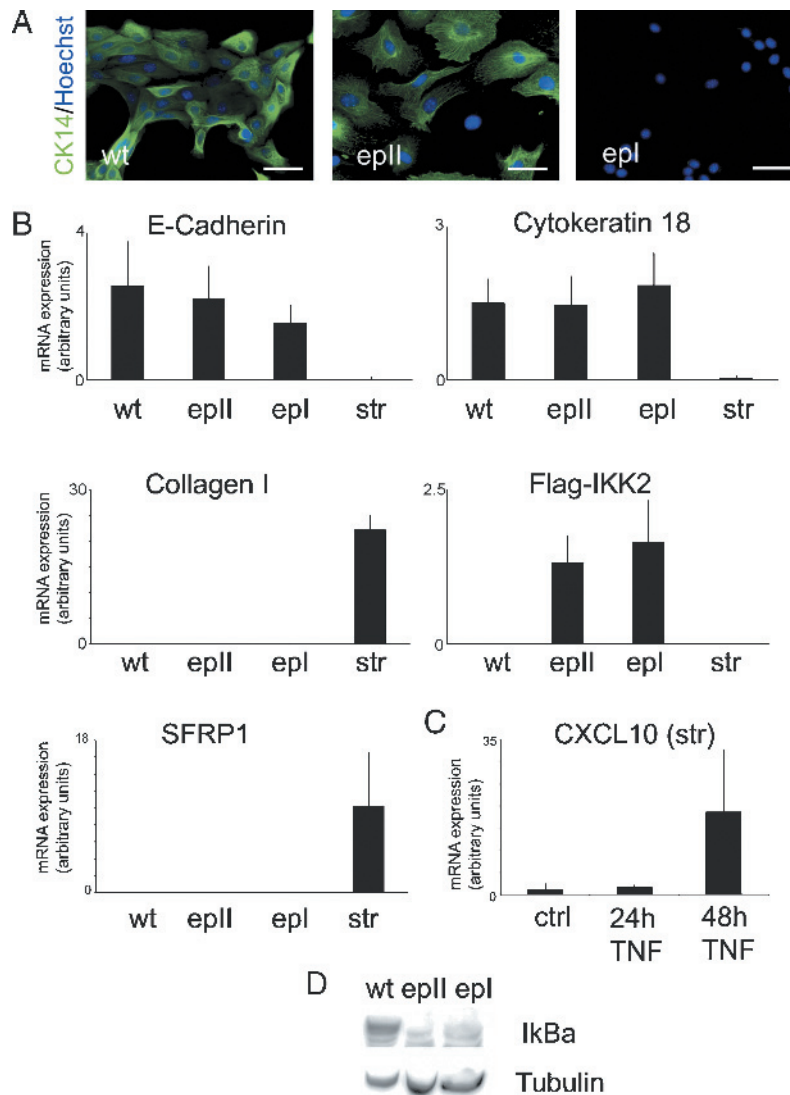 A
CK14/Hoechst
wt
epII
epI
B
E-Cadherin
mRNA expression
(arbitrary units)
4
0
wt epII epI str
Cytokeratin 18
3
0
wt epII epI str
Collagen I
mRNA expression
(arbitrary units)
30
0
wt epII epI str
Flag-IKK2
2.5
0
wt epII epI str
SFRP1
mRNA expression
(arbitrary units)
18
0
wt epII epI str
C
CXCL10 (str)
mRNA expression
(arbitrary units)
35
0
ctrl 24h 48h
TNF TNF
D
wt epII epI
IkBa
Tubulin